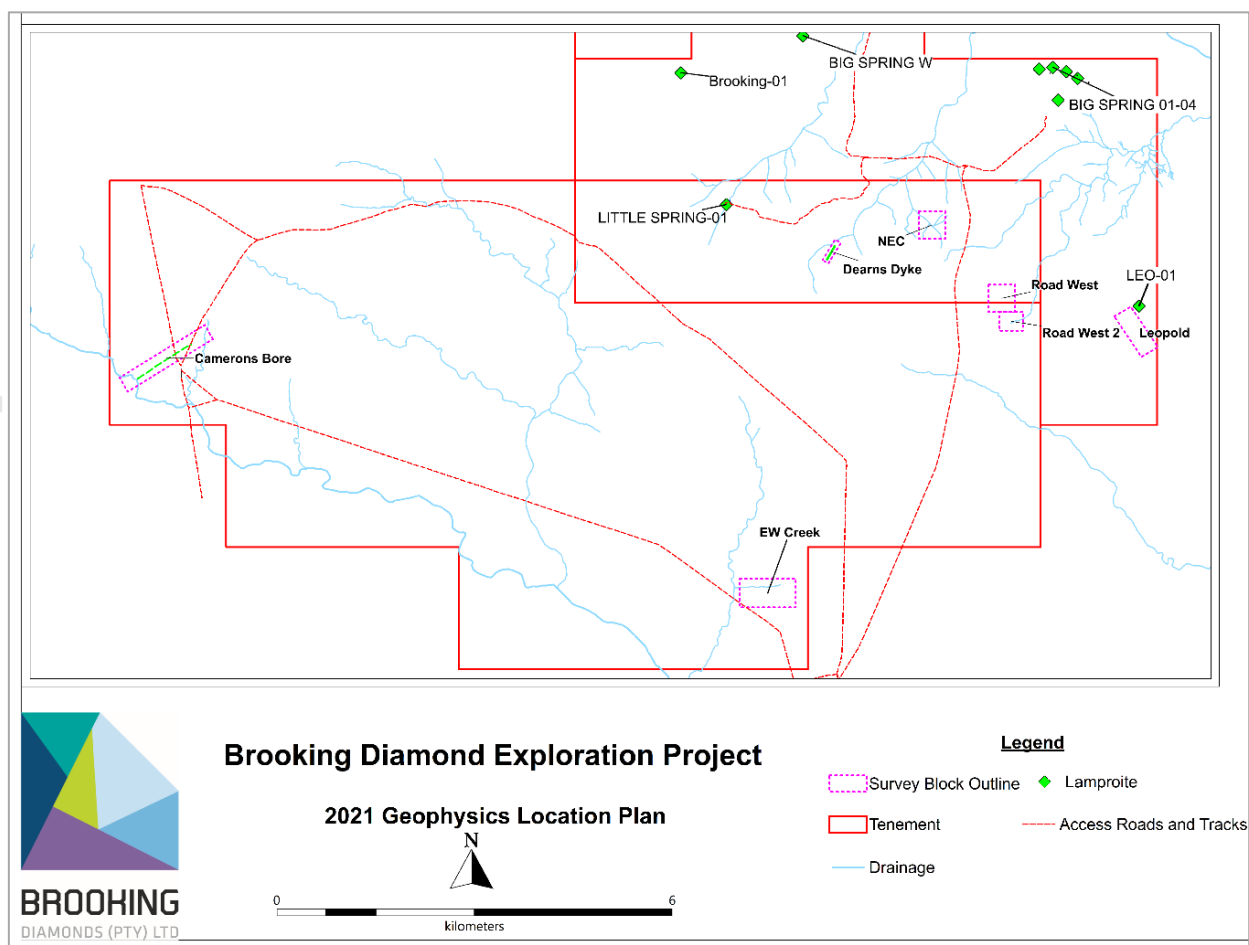 BIG SPRING W
Brooking-01
BIG SPRING 01-04
LITTLE SPRING-01
NEC
Dearns Dyke
LEO-01
Road West
Road West 2
Leopold
Camerons Bore
EW Creek
Brooking Diamond Exploration Project
2021 Geophysics Location Plan
N
0
6
kilometers
Legend
Survey Block Outline
Lamproite
Tenement
Access Roads and Tracks
Drainage
BROOKING
DIAMONDS (PTY) LTD